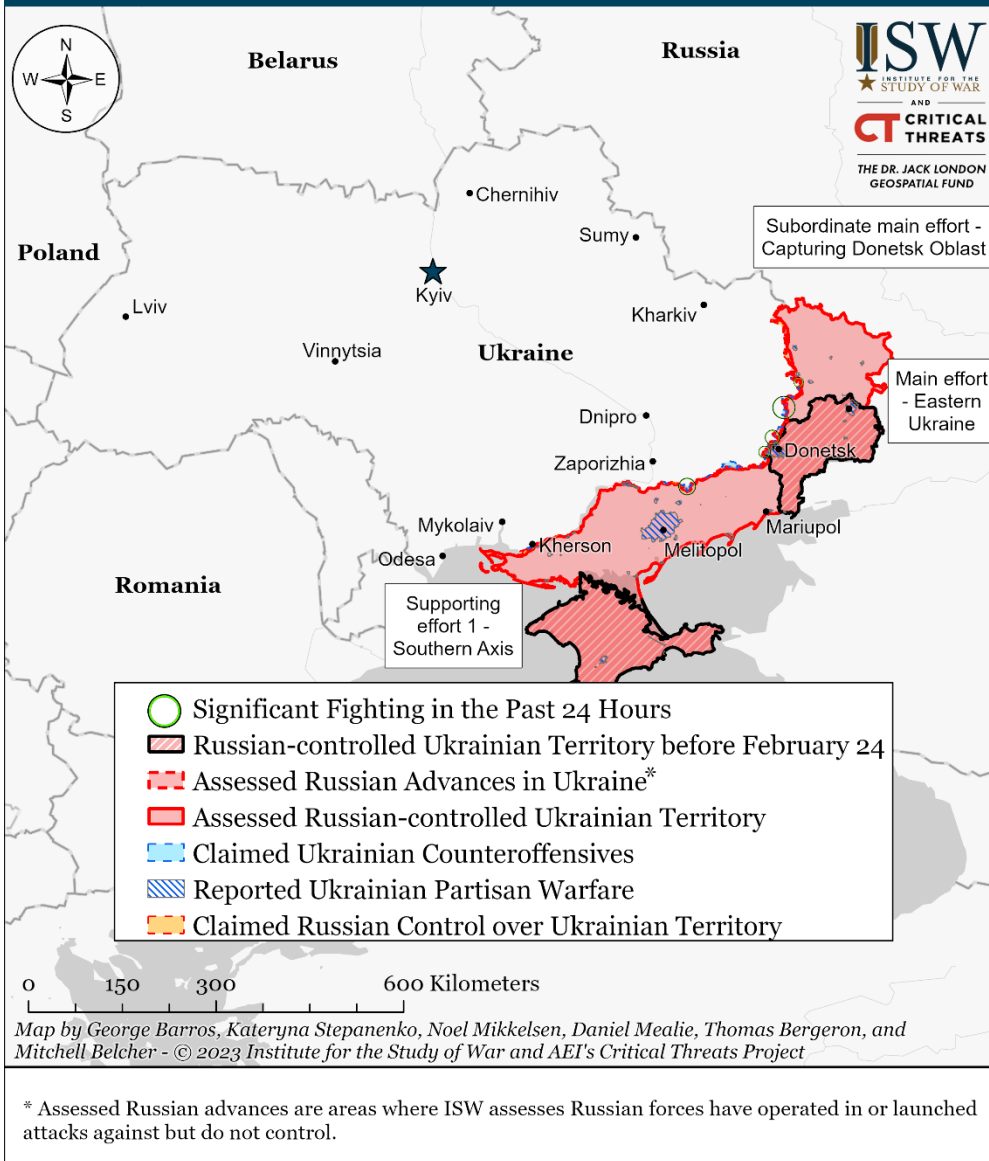 N
W E
S
Belarus
Russia
ISW
INSTITUTE FOR THE
STUDY OF WAR
AND
CT CRITICAL
THREATS
THE DR. JACK LONDON
GEOSPATIAL FUND
Chernihiv
Sumy
Subordinate main effort -
Capturing Donetsk Oblast
Poland
Kyiv
Lviv
Kharkiv
Vinnytsia
Ukraine
Main effort
- Eastern
Ukraine
Dnipro
Donetsk
Zaporizhia
Mariupol
Mykolaiv
Kherson
Melitopol
Odesa
Romania
Supporting
effort 1 -
Southern Axis
Significant Fighting in the Past 24 Hours
Russian-controlled Ukrainian Territory before February 24
Assessed Russian Advances in Ukraine*
Assessed Russian-controlled Ukrainian Territory
Claimed Ukrainian Counteroffensives
Reported Ukrainian Partisan Warfare
Claimed Russian Control over Ukrainian Territory
0 150 300 600 Kilometers
Map by George Barros, Kateryna Stepanenko, Noel Mikkelsen, Daniel Mealie, Thomas Bergeron, and
Mitchell Belcher - © 2023 Institute for the Study of War and AEI's Critical Threats Project
* Assessed Russian advances are areas where ISW assesses Russian forces have operated in or launched
attacks against but do not control.